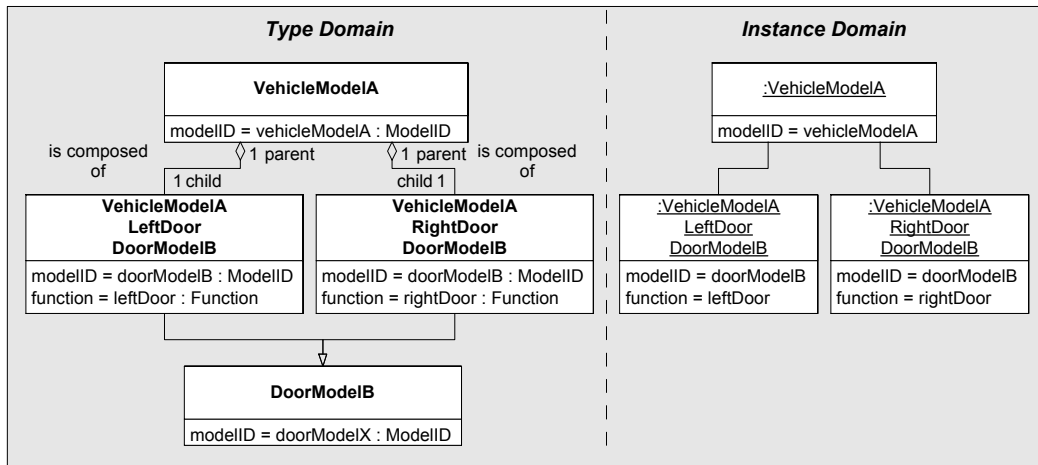 Type Domain
VehicleModelA
modelID = vehicleModelA : ModelID
is composed
of
1 parent
1 parent
is composed
of
1 child
child 1
VehicleModelA
LeftDoor
DoorModelB
modelID = doorModelB : ModelID
function = leftDoor : Function
VehicleModelA
RightDoor
DoorModelB
modelID = doorModelB : ModelID
function = rightDoor : Function
DoorModelB
modelID = doorModelX : ModelID
Instance Domain
:VehicleModelA
modelID = vehicleModelA
:VehicleModelA
LeftDoor
DoorModelB
modelID = doorModelB
function = leftDoor
:VehicleModelA
RightDoor
DoorModelB
modelID = doorModelB
function = rightDoor